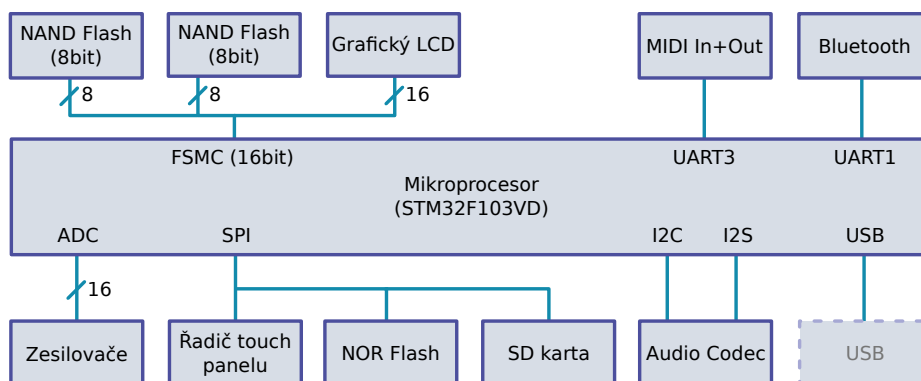 NAND Flash
(8bit)
NAND Flash
(8bit)
Grafický LCD
MIDI In+Out
Bluetooth
8
8
16
FSMC (16bit)
UART3
UART1
Mikroprocesor
(STM32F103VD)
ADC
SPI
I2C
I2S
USB
16
Zesilovače
Řadič touch
panelu
NOR Flash
SD karta
Audio Codec
USB